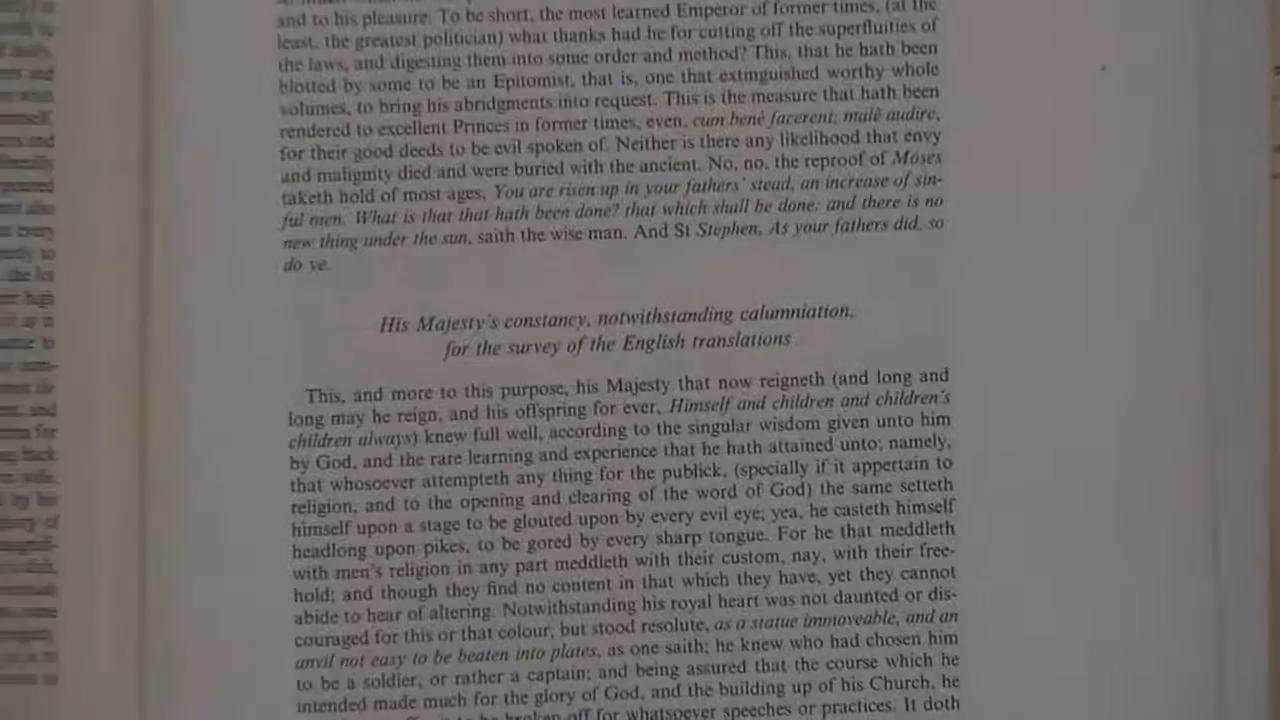 and to his pleasure. To be short, the most learned Emperor of former times, (at the
least, the greatest politician) what thanks had he for cutting off the superfluities of
the laws, and digesting them into some order and method? This, that he hath been
blotted by some to be an Epitomist, that is, one that extinguished worthy whole
volumes, to bring his abridgments into request. This is the measure that hath been
rendered to excellent Princes in former times, even, cum benè facerent, malè audire,
for their good deeds to be evil spoken of. Neither is there any likelihood that envy
and malignity died and were buried with the ancient. No, no, the reproof of Moses
taketh hold of most ages, You are risen up in your fathers' stead, an increase of sin-
ful men. What is that that hath been done? that which shall be done: and there is no
new thing under the sun, saith the wise man. And St Stephen, As your fathers did, so
do ye.
His Majesty's constancy, notwithstanding calumniation,
for the survey of the English translations
This, and more to this purpose, his Majesty that now reigneth (and long and
long may he reign, and his offspring for ever, Himself and children and children's
children always) knew full well, according to the singular wisdom given unto him
by God, and the rare learning and experience that he hath attained unto; namely,
that whosoever attempteth any thing for the publick, (specially if it appertain to
religion, and to the opening and clearing of the word of God) the same setteth
himself upon a stage to be glouted upon by every evil eye; yea, he casteth himself
headlong upon pikes, to be gored by every sharp tongue. For he that meddleth
with men's religion in any part meddleth with their custom, nay, with their free-
hold; and though they find no content in that which they have, yet they cannot
abide to hear of altering. Notwithstanding his royal heart was not daunted or dis-
couraged for this or that colour, but stood resolute, as a statue immoveable, and an
anvil not easy to be beaten into plates, as one saith; he knew who had chosen him
to be a soldier, or rather a captain; and being assured that the course which he
intended made much for the glory of God, and the building up of his Church, he
broken off for whatsoever speeches or practices. It doth